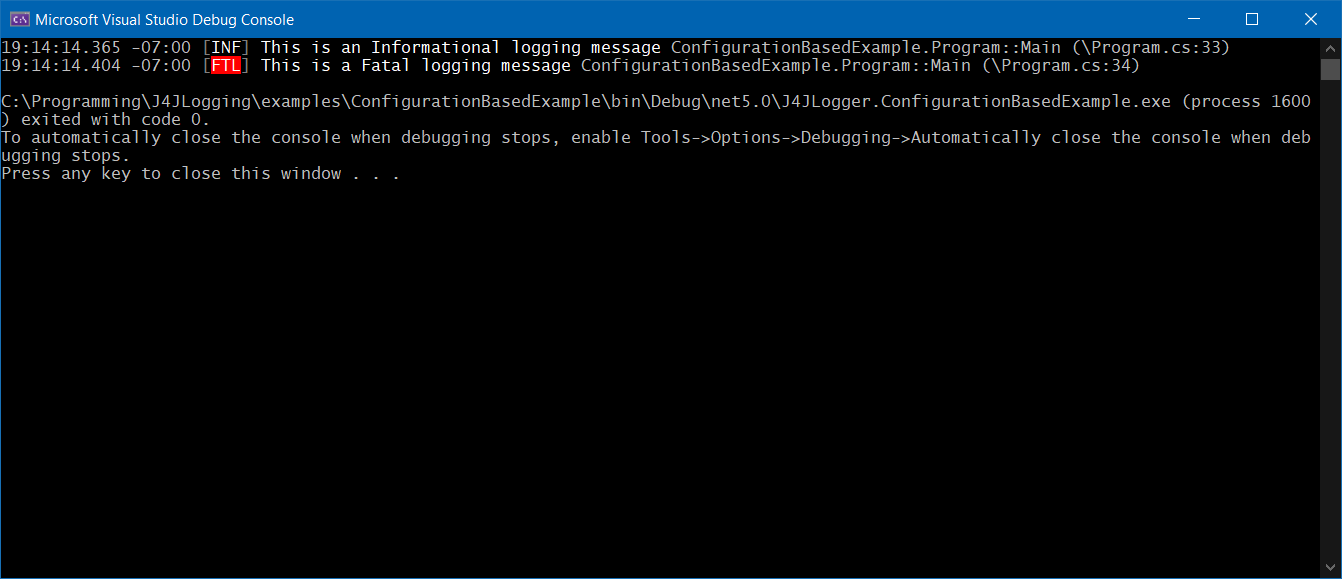 Microsoft Visual Studio Debug Console
19:14:14.365 -07:00 [INF] This is an Informational logging message ConfigurationBasedExample.Program::Main (\Program.cs:33)
19:14:14.404 -07:00 [FTL] This is a Fatal logging message ConfigurationBasedExample.Program::Main (\Program.cs:34)
C:\Programming\J4JLogging\examples\ConfigurationBasedExample\bin\Debug\net5.0\J4JLogger.ConfigurationBasedExample.exe (process 1600
) exited with code 0.
To automatically close the console when debugging stops, enable Tools->Options->Debugging->Automatically close the console when deb
ugging stops.
Press any key to close this window . . .